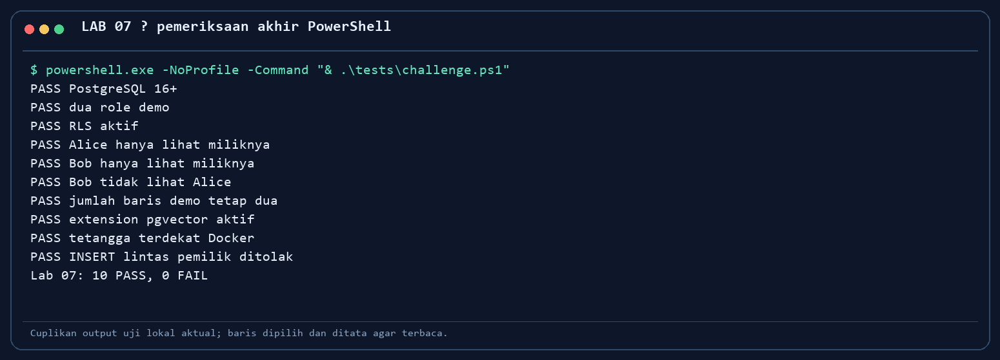 LAB 07 ? pemeriksaan akhir PowerShell
$ powershell.exe -NoProfile -Command "& .\tests\challenge.ps1"
PASS PostgreSQL 16+
PASS dua role demo
PASS RLS aktif
PASS Alice hanya lihat miliknya
PASS Bob hanya lihat miliknya
PASS Bob tidak lihat Alice
PASS jumlah baris demo tetap dua
PASS extension pgvector aktif
PASS tetangga terdekat Docker
PASS INSERT lintas pemilik ditolak
Lab 07: 10 PASS, 0 FAIL
Cuplikan output uji lokal aktual; baris dipilih dan ditata agar terbaca.